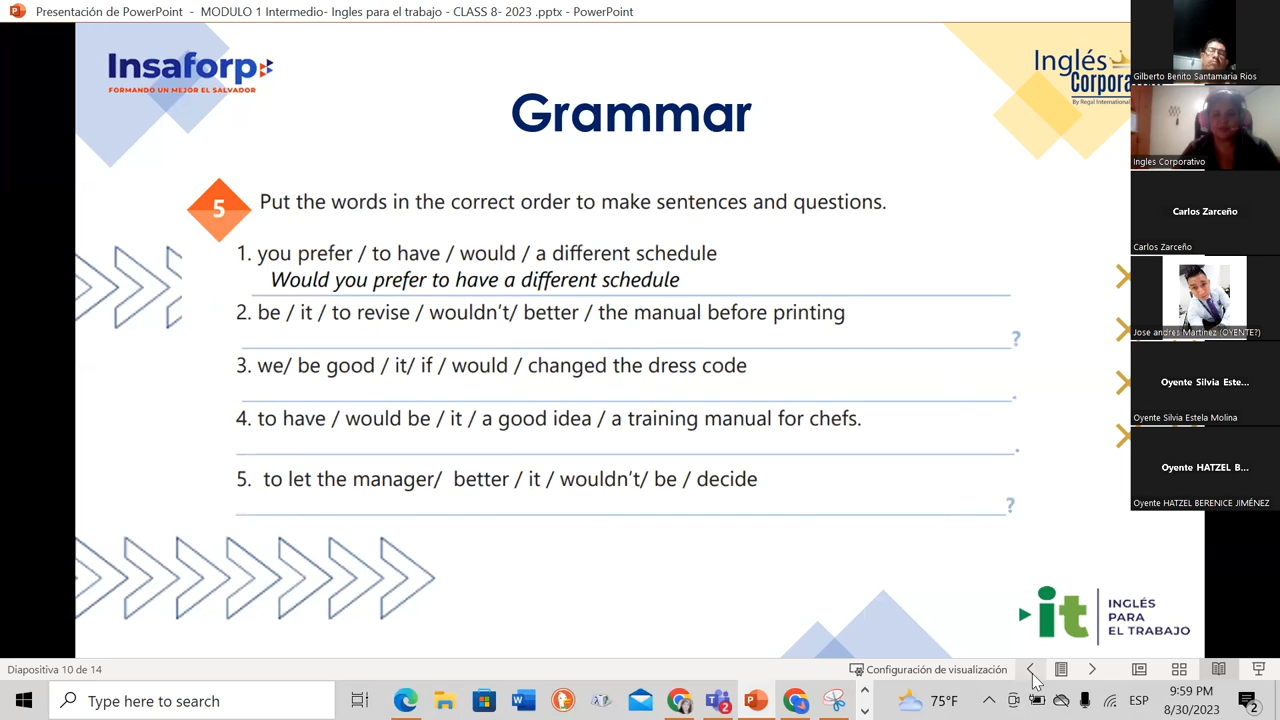 Presentación de PowerPoint - MODULO 1 Intermedio- Ingles para el trabajo - CLASS 8- 2023 .pptx - PowerPoint
Insaforp
FORMANDO UN MEJOR EL SALVADOR
Inglés
Corpora
By Regal International
Grammar
5 Put the words in the correct order to make sentences and questions.
1. you prefer / to have / would / a different schedule
Would you prefer to have a different schedule
2. be / it / to revise / wouldn't/ better / the manual before printing
?
3. we/ be good / it/ if / would / changed the dress code
.
4. to have / would be / it / a good idea / a training manual for chefs.
.
5. to let the manager/ better / it / wouldn't/ be / decide
?
it
INGLÉS
PARA
EL TRABAJO
Gilberto Benito Santamaria Rios
Ingles Corporativo
Carlos Zarceño
Carlos Zarceño
Jose andres Martinez (OYENTE?)
Oyente Silvia Este...
Oyente Silvia Estela Molina
Oyente HATZEL B...
Oyente HATZEL BERENICE JIMÉNEZ
Diapositiva 10 de 14
Configuración de visualización
Type here to search
2
75°F
ESP
9:59 PM
8/30/2023
2